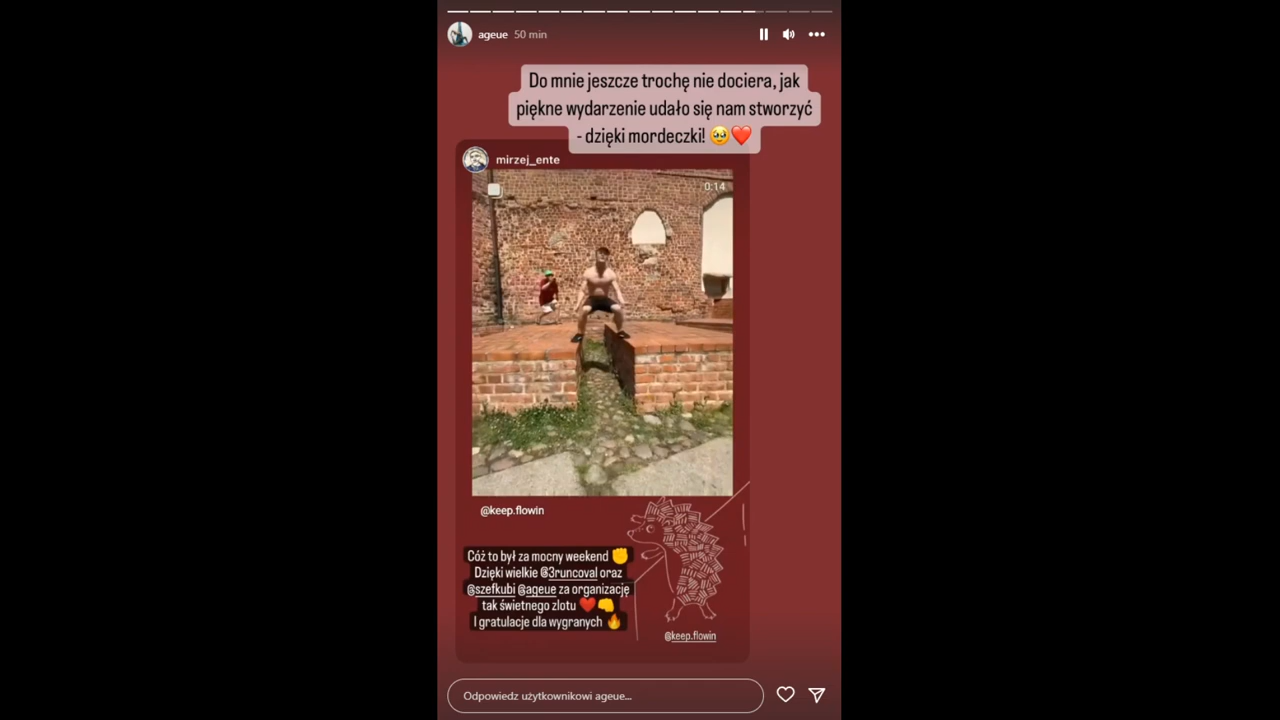 ageue 50 min
Do mnie jeszcze trochę nie dociera, jak
piękne wydarzenie udało się nam stworzyć
- dzięki mordeczki! 🥹❤️
mirzej_ente
0:14
@keep.flowin
Cóż to był za mocny weekend ✊
Dzięki wielkie @3runcoval oraz
@szefkubi @ageue za organizację
tak świetnego zlotu ❤️👊
I gratulacje dla wygranych 🔥
@keep.flowin
Odpowiedz użytkownikowi ageue...